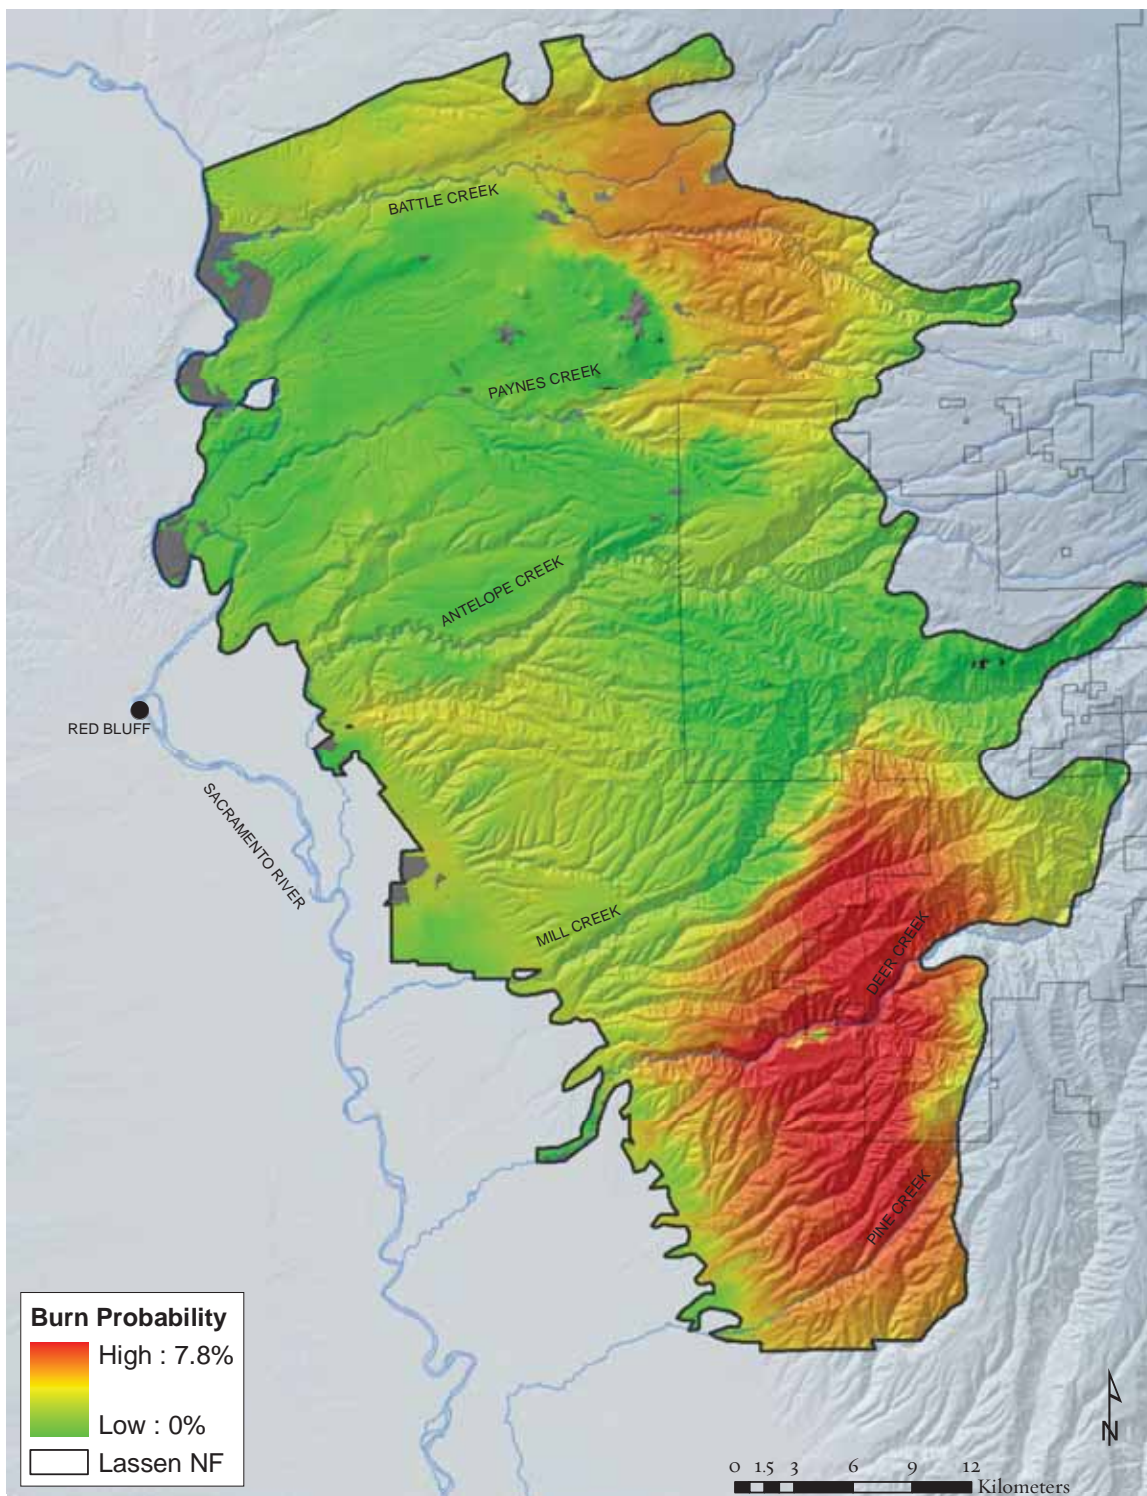 BATTLE CREEK
PAYNES CREEK
ANTELOPE CREEK
RED BLUFF
SACRAMENTO RIVER
MILL CREEK
DEER CREEK
PINE CREEK
Burn Probability
High : 7.8%
Low : 0%
Lassen NF
N
0 1.5 3 6 9 12
Kilometers